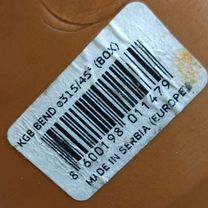 KGB BEND ø315/45° (BOX)
8 600198 011479
MADE IN SERBIA (EUROPE)